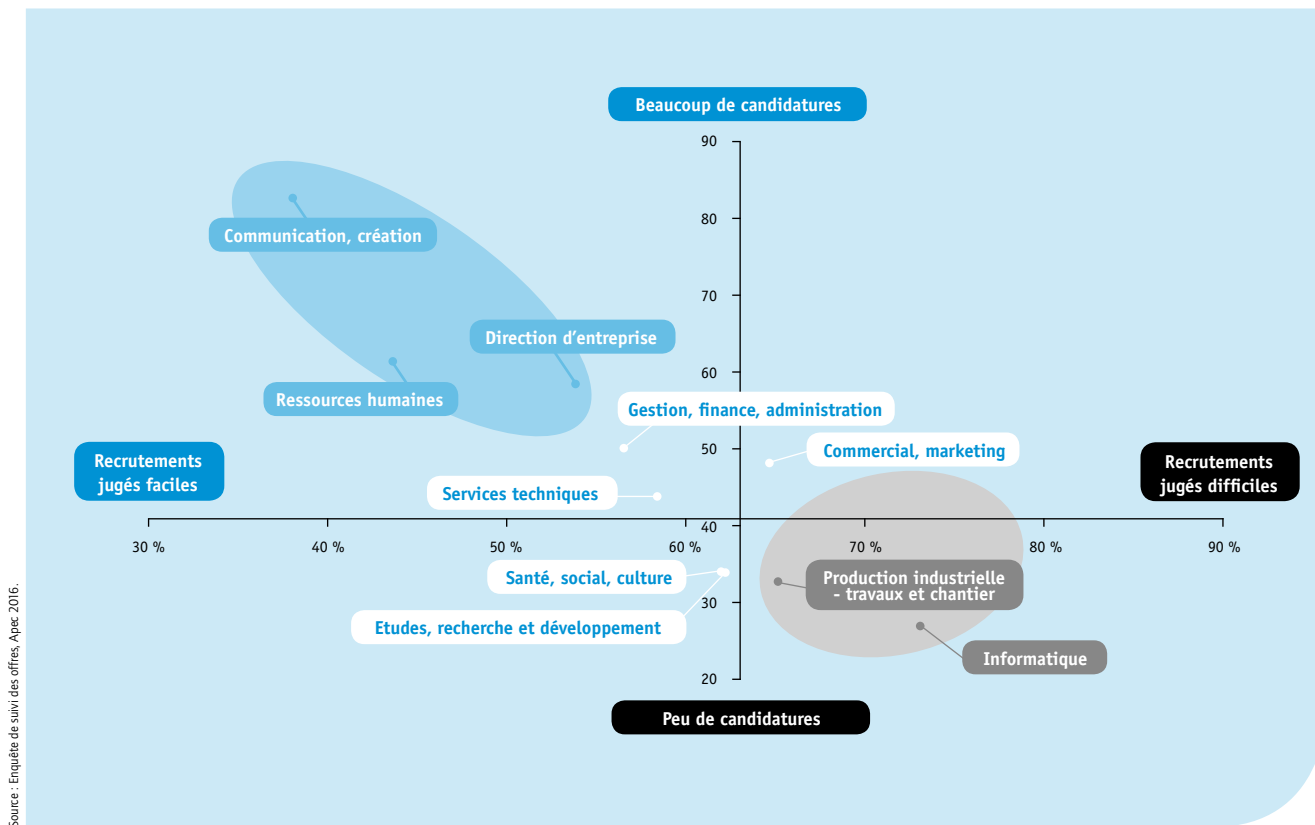 Beaucoup de candidatures
90
80
Communication, création
70
Direction d'entreprise
60
Ressources humaines
Gestion, finance, administration
50
Commercial, marketing
Recrutements
jugés faciles
Recrutements
jugés difficiles
Services techniques
40
30 %
40 %
50 %
60 %
70 %
80 %
90 %
Santé, social, culture
Production industrielle
- travaux et chantier
30
Etudes, recherche et développement
Informatique
20
Peu de candidatures
Source : Enquête de suivi des offres, Apec 2016.